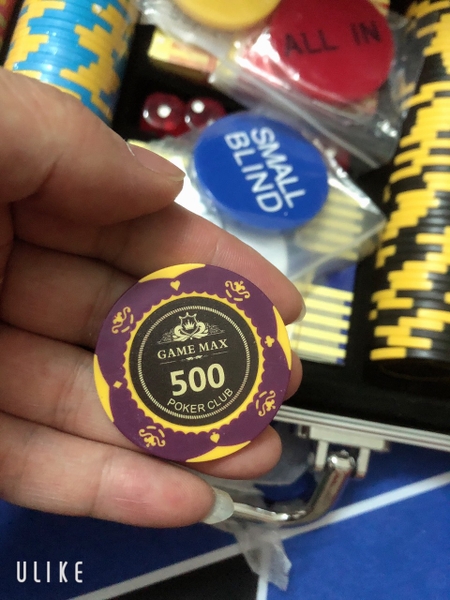 ALL IN
SMALL
BLIND
GAME MAX
500
POKER CLUB
ULIKE